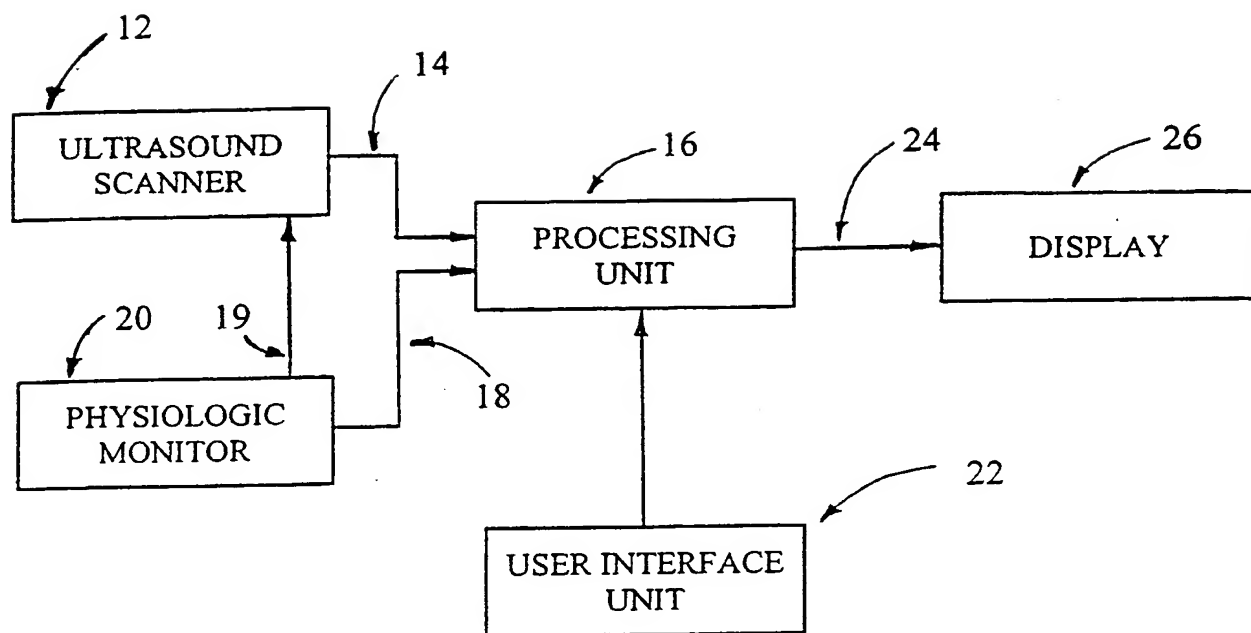 12
14
ULTRASOUND
SCANNER
16
24
26
PROCESSING
UNIT
DISPLAY
20
19
18
PHYSIOLOGIC
MONITOR
22
USER INTERFACE
UNIT